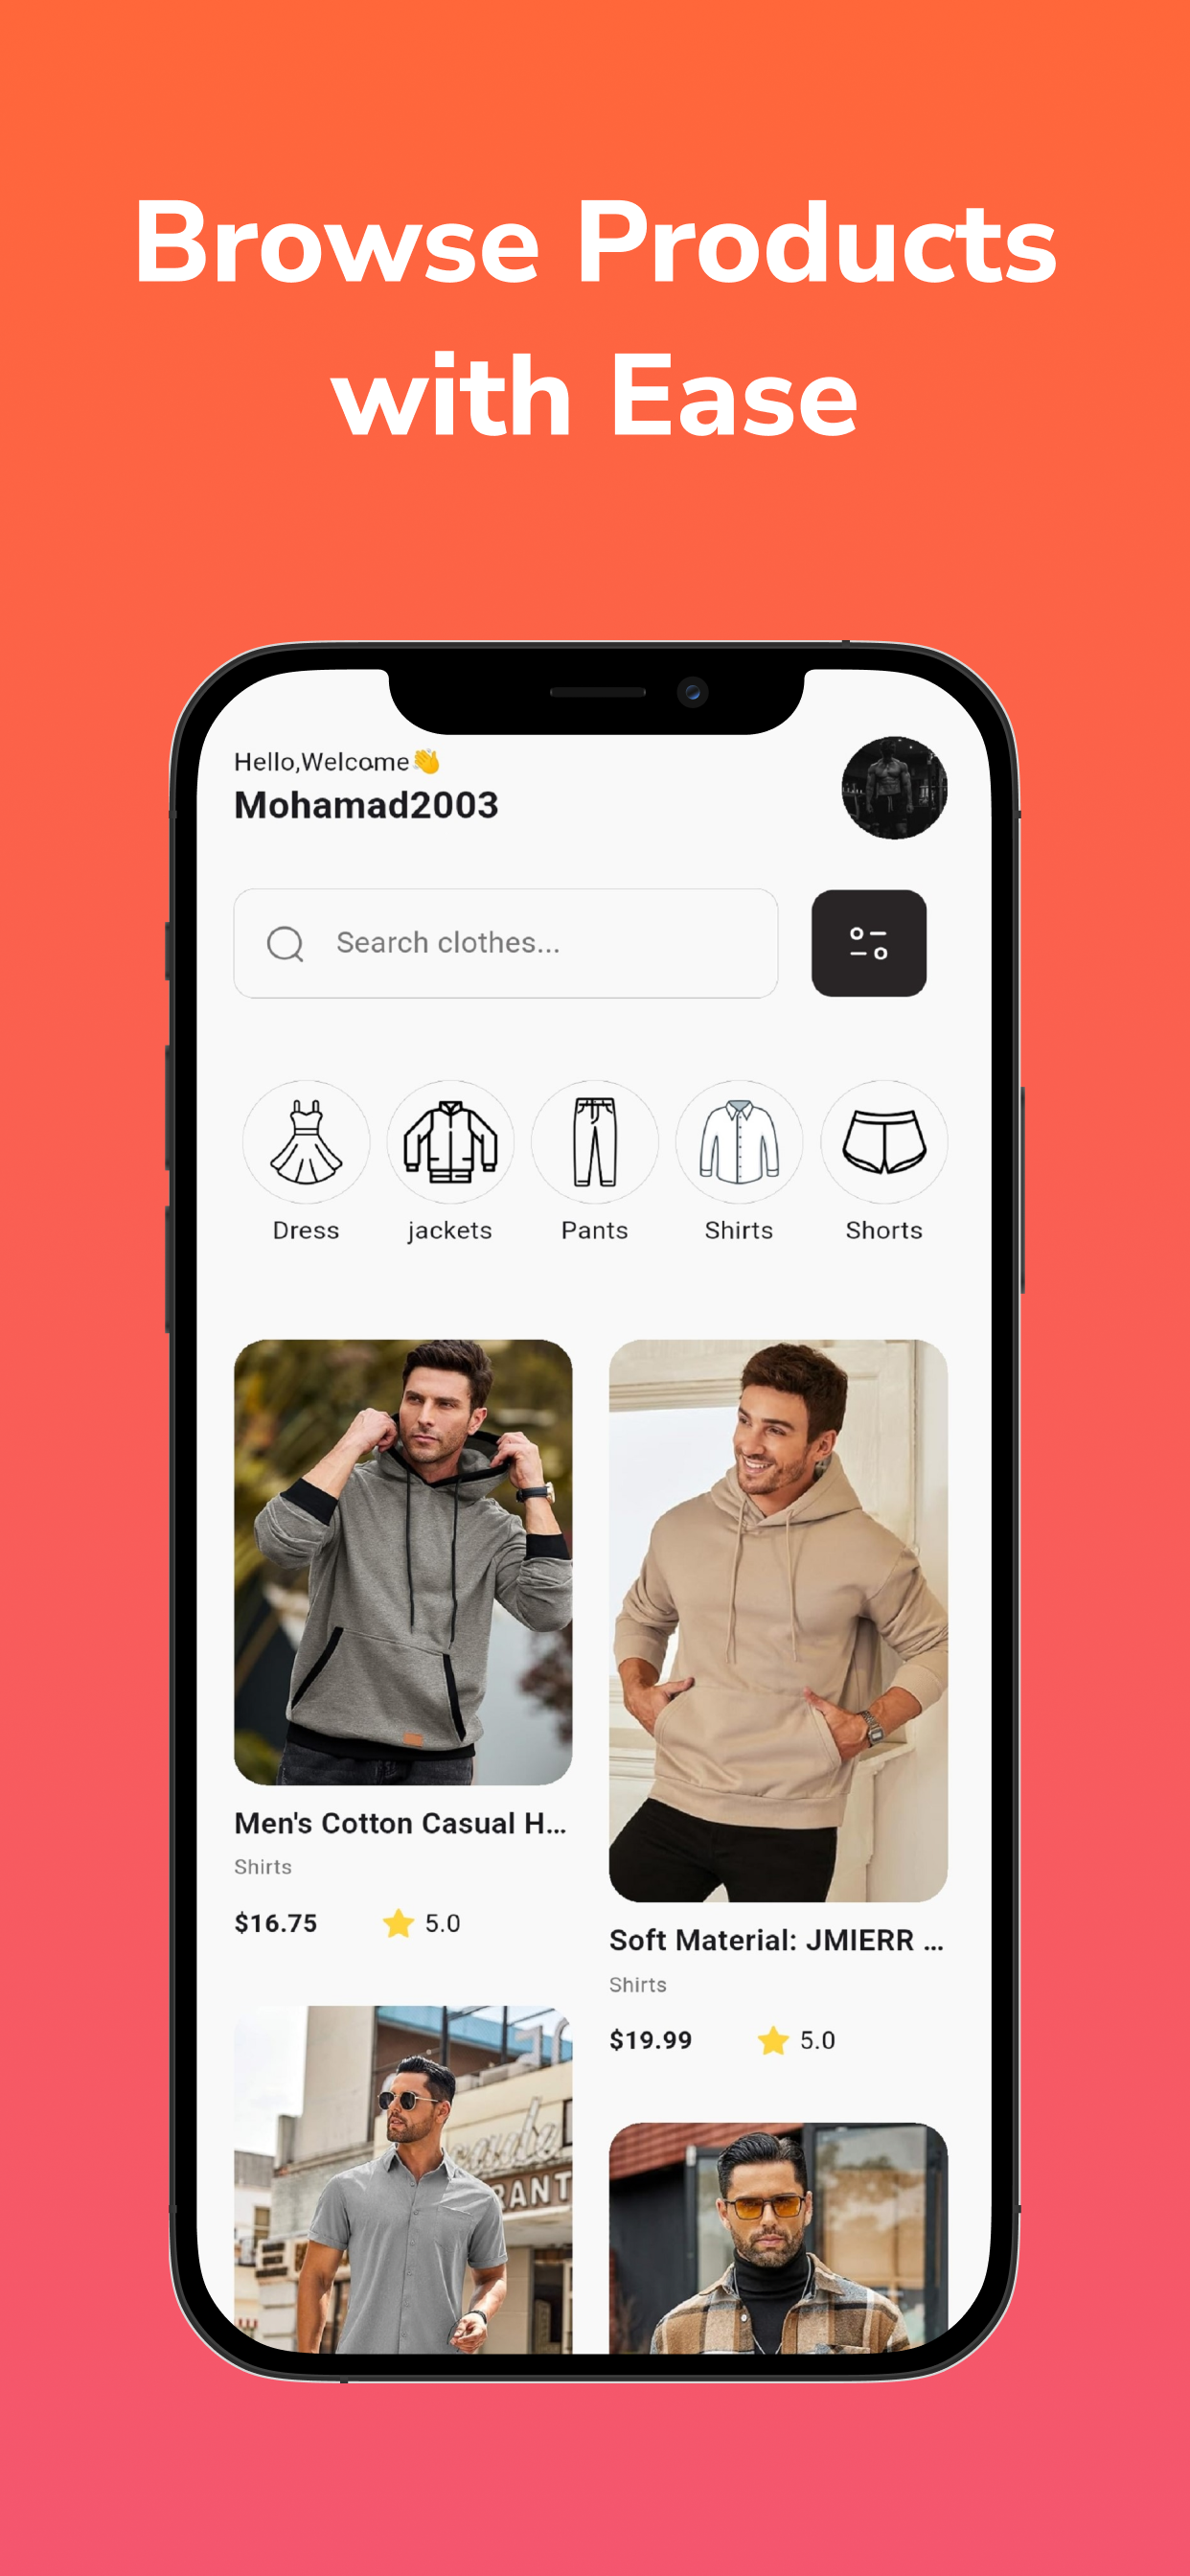 Browse Products
with Ease
Hello,Welcome👋
Mohamad2003
Search clothes...
Dress
jackets
Pants
Shirts
Shorts
Men's Cotton Casual H...
Shirts
$16.75
5.0
Soft Material: JMIERR ...
Shirts
$19.99
5.0
RANT